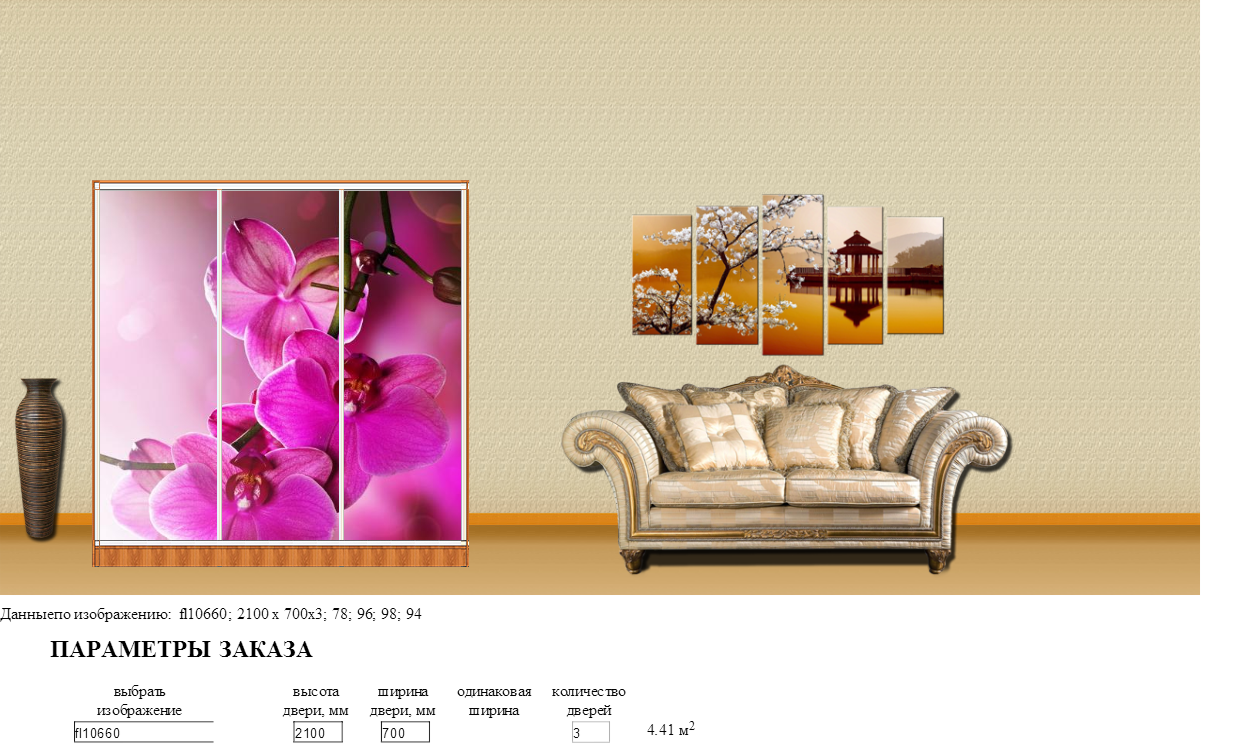 Данныепо изображению: fl10660; 2100 x 700x3; 78; 96; 98; 94
ПАРАМЕТРЫ ЗАКАЗА
выбрать изображение
высота двери, мм
ширина двери, мм
одинаковая ширина
количество дверей
fl10660
2100
700
3
4.41 м2